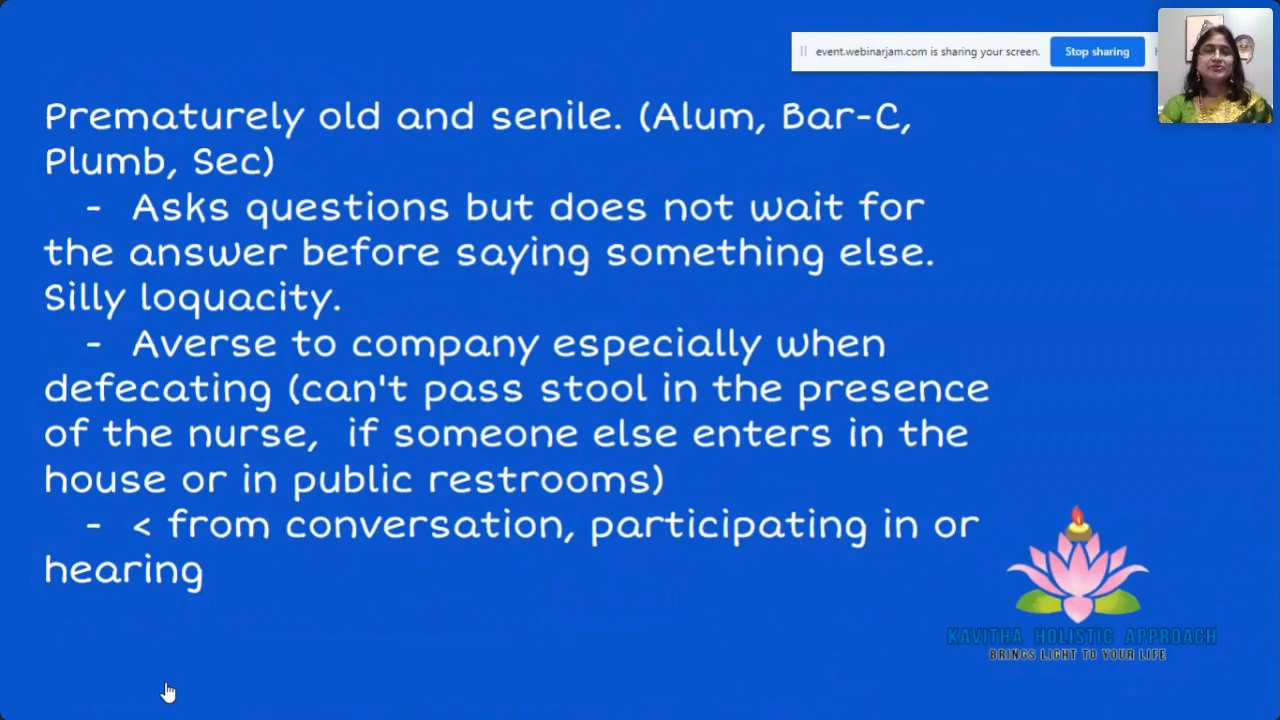 event.webinarjam.com is sharing your screen. Stop sharing
Prematurely old and senile. (Alum, Bar-C,
Plumb, Sec)
- Asks questions but does not wait for
the answer before saying something else.
Silly loquacity.
- Averse to company especially when
defecating (can't pass stool in the presence
of the nurse, if someone else enters in the
house or in public restrooms)
- < from conversation, participating in or
hearing
KAVITHA HOLISTIC APPROACH
BRINGS LIGHT TO YOUR LIFE